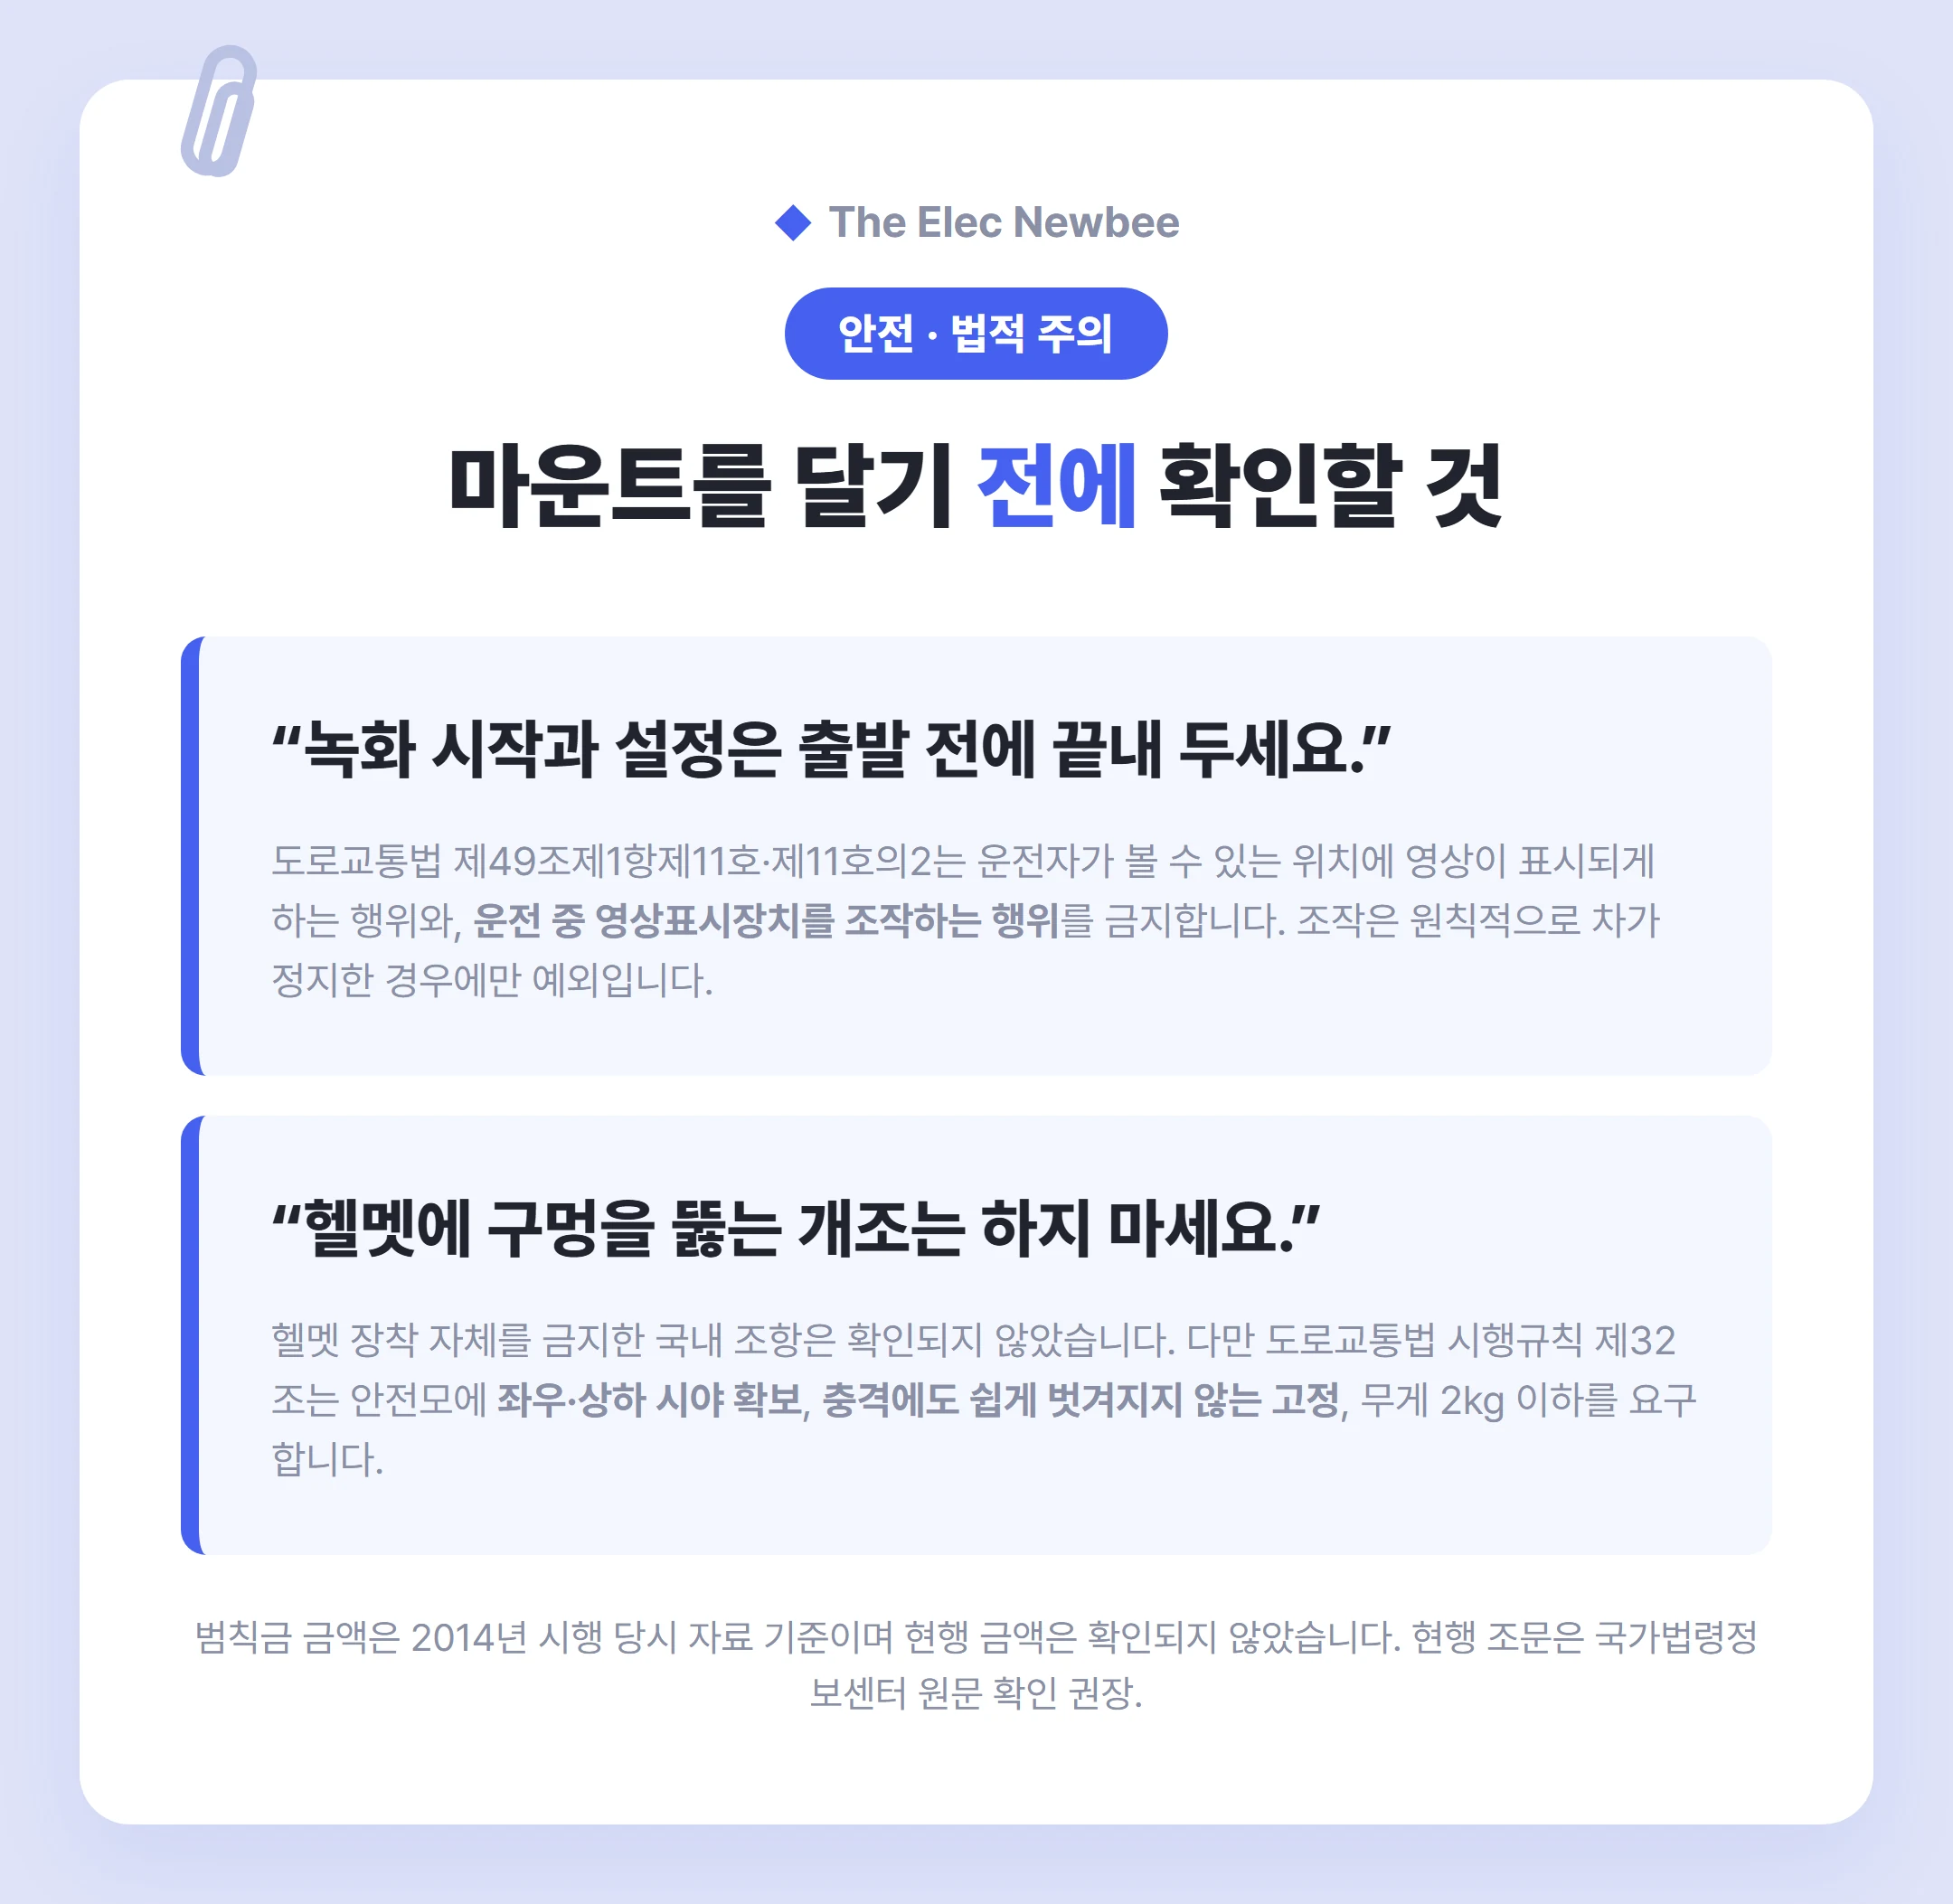 The Elec Newbee
안전 · 법적 주의
마운트를 달기 전에 확인할 것
“녹화 시작과 설정은 출발 전에 끝내 두세요.”
도로교통법 제49조제1항제11호·제11호의2는 운전자가 볼 수 있는 위치에 영상이 표시되게
하는 행위와, 운전 중 영상표시장치를 조작하는 행위를 금지합니다. 조작은 원칙적으로 차가
정지한 경우에만 예외입니다.
“헬멧에 구멍을 뚫는 개조는 하지 마세요.”
헬멧 장착 자체를 금지한 국내 조항은 확인되지 않았습니다. 다만 도로교통법 시행규칙 제32
조는 안전모에 좌우·상하 시야 확보, 충격에도 쉽게 벗겨지지 않는 고정, 무게 2kg 이하를 요구
합니다.
범칙금 금액은 2014년 시행 당시 자료 기준이며 현행 금액은 확인되지 않았습니다. 현행 조문은 국가법령정
보센터 원문 확인 권장.